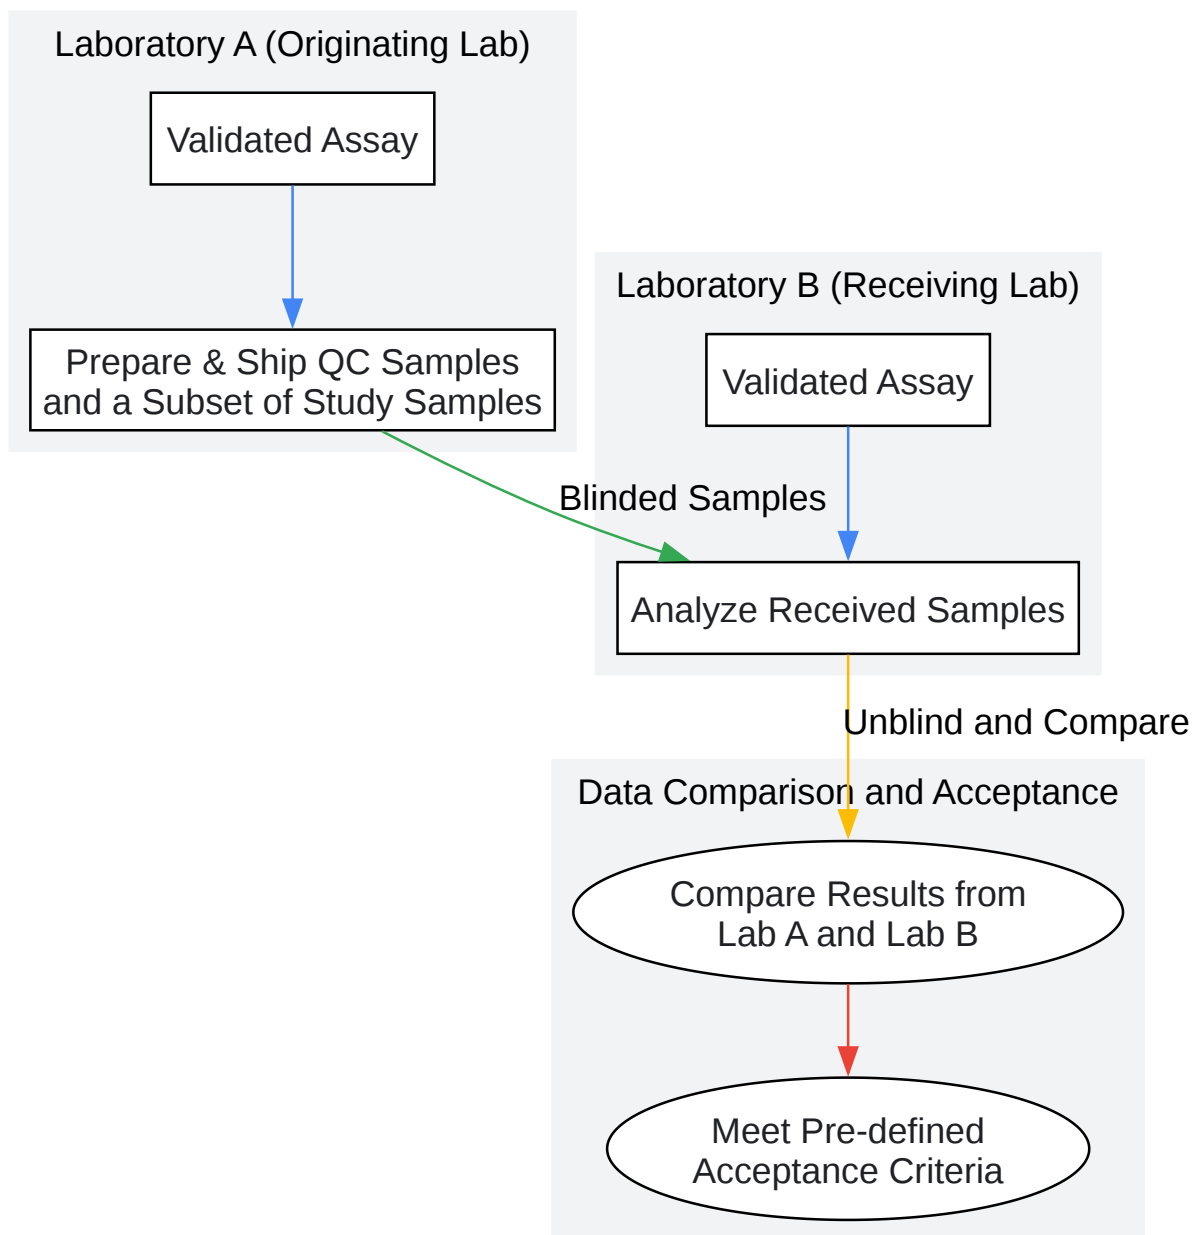 Laboratory A (Originating Lab)
Validated Assay
Prepare & Ship QC Samples
and a Subset of Study Samples
Laboratory B (Receiving Lab)
Validated Assay
Blinded Samples
Analyze Received Samples
Unblind and Compare
Data Comparison and Acceptance
Compare Results from
Lab A and Lab B
Meet Pre-defined
Acceptance Criteria